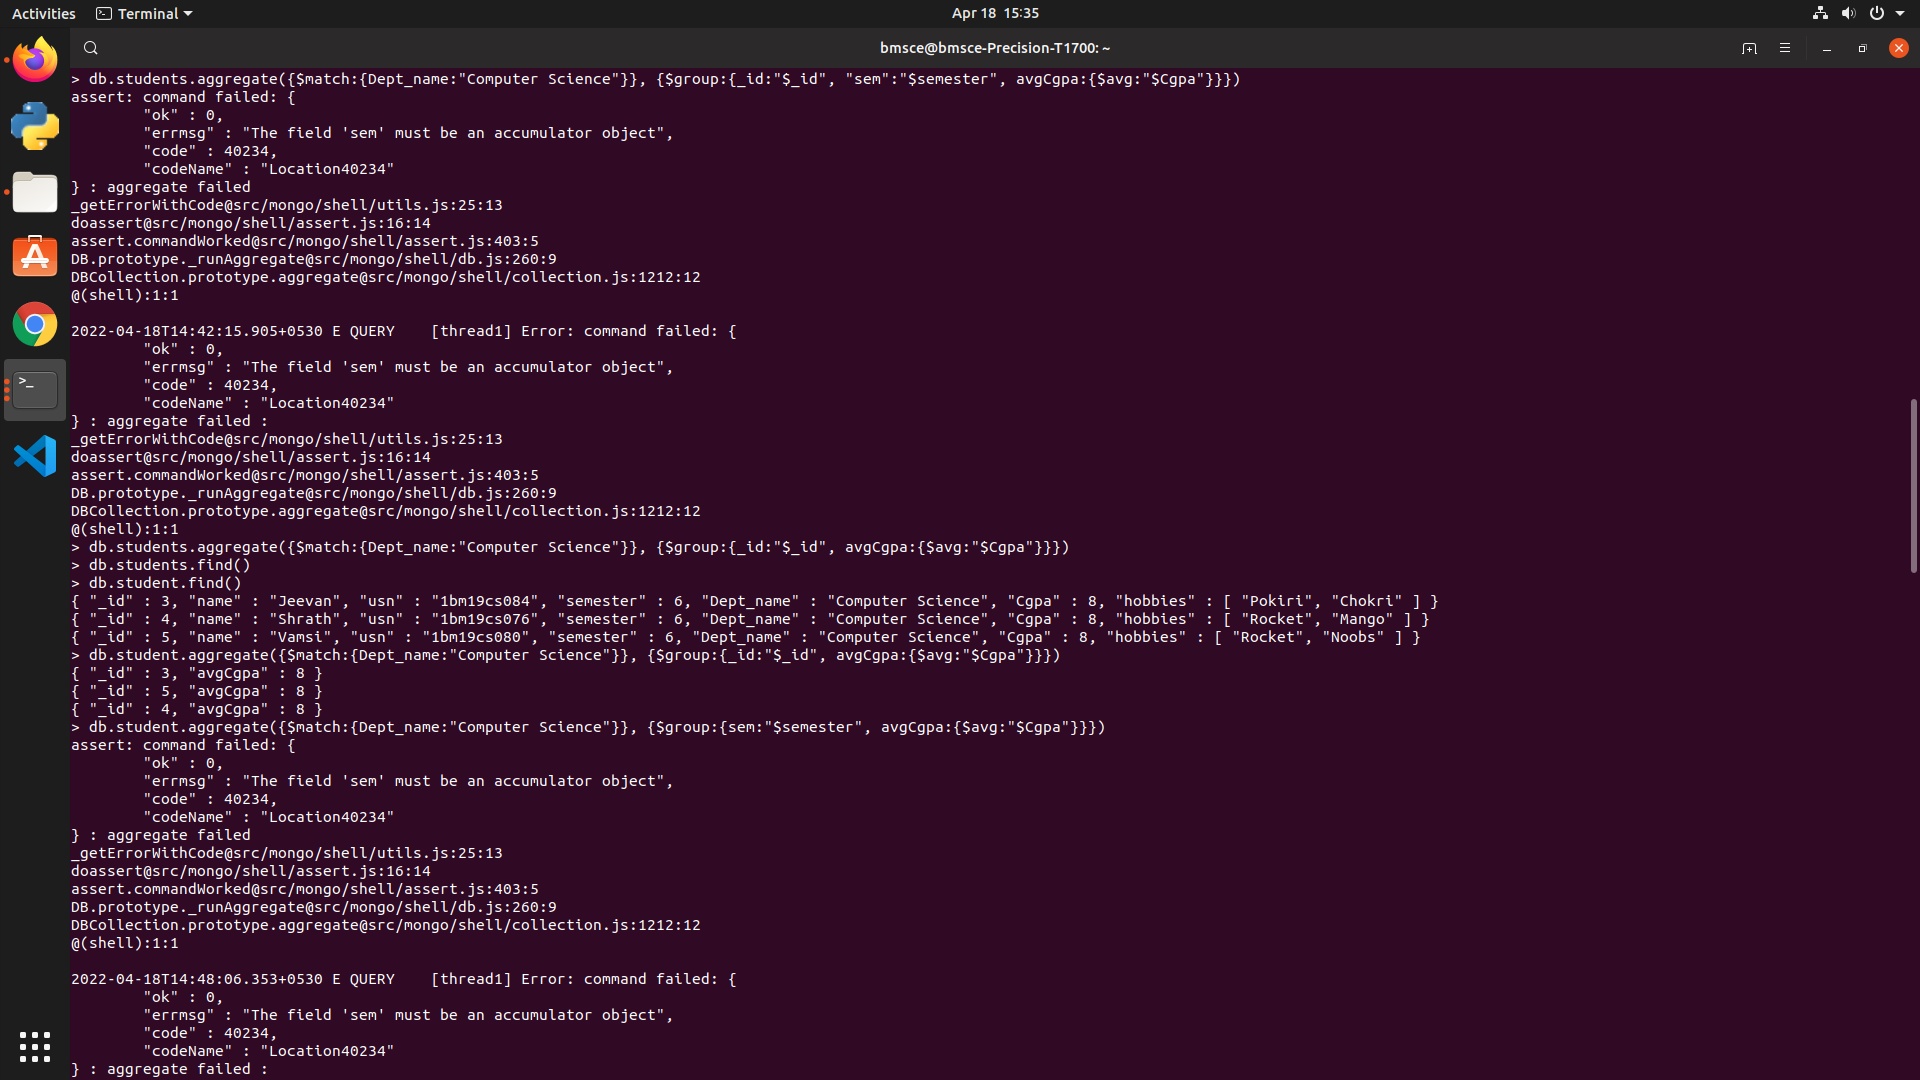 Activities
Terminal
Apr 18  15:35
bmsce@bmsce-Precision-T1700: ~
> db.students.aggregate({$match:{Dept_name:"Computer Science"}}, {$group:{_id:"$_id", "sem":"$semester", avgCgpa:{$avg:"$Cgpa"}}})
assert: command failed: {
        "ok" : 0,
        "errmsg" : "The field 'sem' must be an accumulator object",
        "code" : 40234,
        "codeName" : "Location40234"
} : aggregate failed
_getErrorWithCode@src/mongo/shell/utils.js:25:13
doassert@src/mongo/shell/assert.js:16:14
assert.commandWorked@src/mongo/shell/assert.js:403:5
DB.prototype._runAggregate@src/mongo/shell/db.js:260:9
DBCollection.prototype.aggregate@src/mongo/shell/collection.js:1212:12
@(shell):1:1
2022-04-18T14:42:15.905+0530 E QUERY    [thread1] Error: command failed: {
        "ok" : 0,
        "errmsg" : "The field 'sem' must be an accumulator object",
        "code" : 40234,
        "codeName" : "Location40234"
} : aggregate failed :
_getErrorWithCode@src/mongo/shell/utils.js:25:13
doassert@src/mongo/shell/assert.js:16:14
assert.commandWorked@src/mongo/shell/assert.js:403:5
DB.prototype._runAggregate@src/mongo/shell/db.js:260:9
DBCollection.prototype.aggregate@src/mongo/shell/collection.js:1212:12
@(shell):1:1
> db.students.aggregate({$match:{Dept_name:"Computer Science"}}, {$group:{_id:"$_id", avgCgpa:{$avg:"$Cgpa"}}})
> db.students.find()
> db.student.find()
{ "_id" : 3, "name" : "Jeevan", "usn" : "1bm19cs084", "semester" : 6, "Dept_name" : "Computer Science", "Cgpa" : 8, "hobbies" : [ "Pokiri", "Chokri" ] }
{ "_id" : 4, "name" : "Shrath", "usn" : "1bm19cs076", "semester" : 6, "Dept_name" : "Computer Science", "Cgpa" : 8, "hobbies" : [ "Rocket", "Mango" ] }
{ "_id" : 5, "name" : "Vamsi", "usn" : "1bm19cs080", "semester" : 6, "Dept_name" : "Computer Science", "Cgpa" : 8, "hobbies" : [ "Rocket", "Noobs" ] }
> db.student.aggregate({$match:{Dept_name:"Computer Science"}}, {$group:{_id:"$_id", avgCgpa:{$avg:"$Cgpa"}}})
{ "_id" : 3, "avgCgpa" : 8 }
{ "_id" : 5, "avgCgpa" : 8 }
{ "_id" : 4, "avgCgpa" : 8 }
> db.student.aggregate({$match:{Dept_name:"Computer Science"}}, {$group:{sem:"$semester", avgCgpa:{$avg:"$Cgpa"}}})
assert: command failed: {
        "ok" : 0,
        "errmsg" : "The field 'sem' must be an accumulator object",
        "code" : 40234,
        "codeName" : "Location40234"
} : aggregate failed
_getErrorWithCode@src/mongo/shell/utils.js:25:13
doassert@src/mongo/shell/assert.js:16:14
assert.commandWorked@src/mongo/shell/assert.js:403:5
DB.prototype._runAggregate@src/mongo/shell/db.js:260:9
DBCollection.prototype.aggregate@src/mongo/shell/collection.js:1212:12
@(shell):1:1
2022-04-18T14:48:06.353+0530 E QUERY    [thread1] Error: command failed: {
        "ok" : 0,
        "errmsg" : "The field 'sem' must be an accumulator object",
        "code" : 40234,
        "codeName" : "Location40234"
} : aggregate failed :